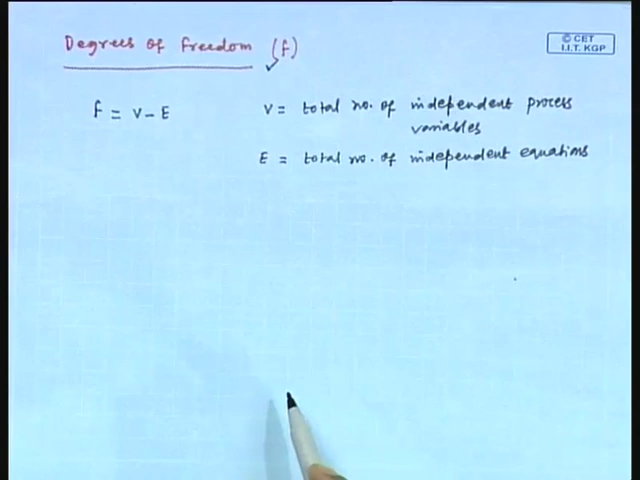 Degrees of freedom (f)
© CET
I.I.T. KGP
f = V - E
V = total no. of independent process
variables
E = total no. of independent equations